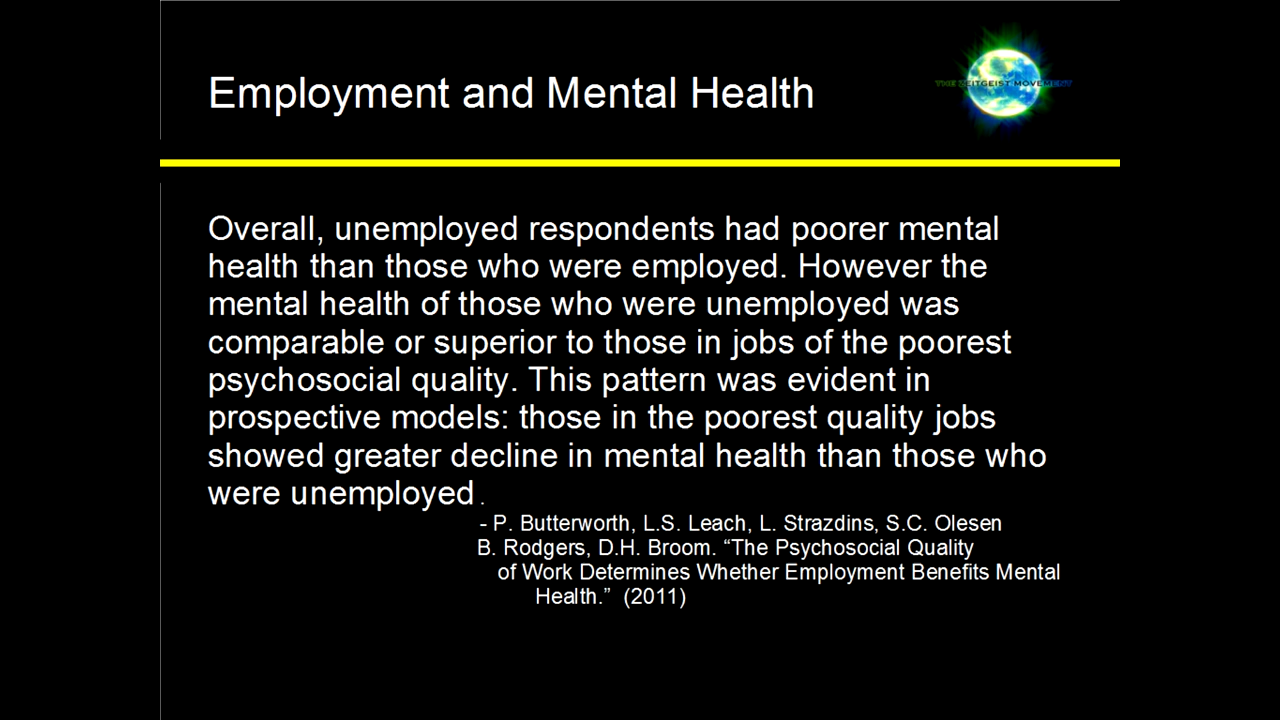 Employment and Mental Health
THE ZEITGEIST MOVEMENT
Overall, unemployed respondents had poorer mental
health than those who were employed. However the
mental health of those who were unemployed was
comparable or superior to those in jobs of the poorest
psychosocial quality. This pattern was evident in
prospective models: those in the poorest quality jobs
showed greater decline in mental health than those who
were unemployed .
- P. Butterworth, L.S. Leach, L. Strazdins, S.C. Olesen
B. Rodgers, D.H. Broom. “The Psychosocial Quality
of Work Determines Whether Employment Benefits Mental
Health.” (2011)